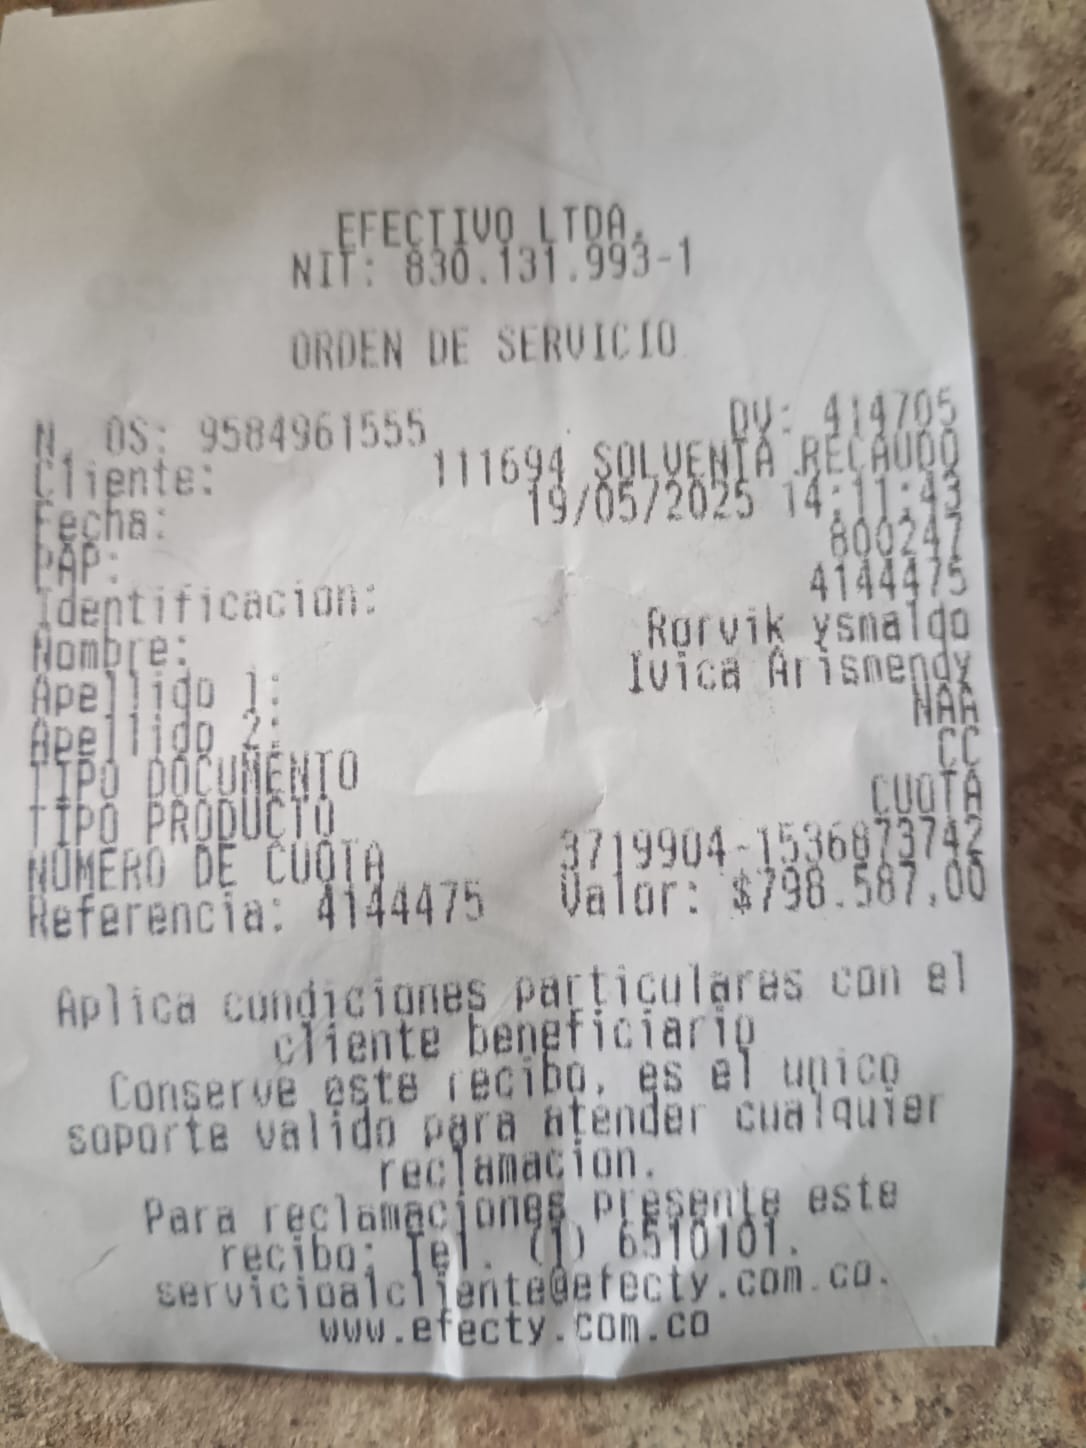 EFECTIVO LTDA.
NIT: 830.131.993-1
ORDEN DE SERVICIO
N. OS: 9584961555 DV: 414705
Cliente: 111694 SOLVENTA RECAUDO
Fecha: 19/05/2025 14:11:43
PAP: 800247
Identificacion: 4144475
Nombre: Rorvik ysmaldo
Apellido 1: Ivica Arismendy
Apellido 2: NAA
TIPO DOCUMENTO CC
TIPO PRODUCTO CUOTA
NUMERO DE CUOTA 3719904-1536873742
Referencia: 4144475 Valor: $798.587,00
Aplica condiciones particulares con el
cliente beneficiario
Conserve este recibo, es el unico
soporte valido para atender cualquier
reclamacion.
Para reclamaciones presente este
recibo: Tel. (1) 6510101.
servicioalcliente@efecty.com.co.
www.efecty.com.co